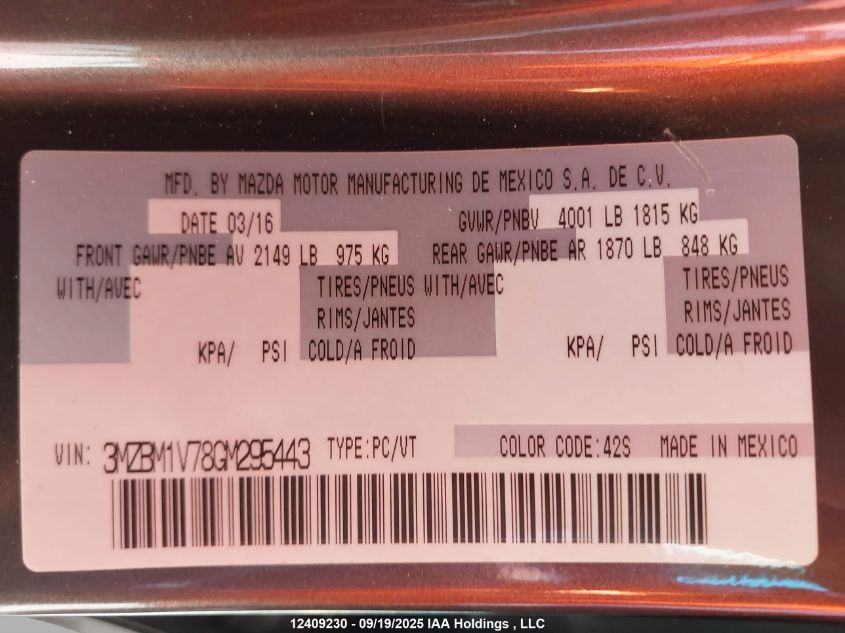 MFD. BY MAZDA MOTOR MANUFACTURING DE MEXICO S.A. DE C.V.
DATE 03/16 GVWR/PNBV 4001 LB 1815 KG
FRONT GAWR/PNBE AV 2149 LB 975 KG REAR GAWR/PNBE AR 1870 LB 848 KG
WITH/AVEC TIRES/PNEUS WITH/AVEC TIRES/PNEUS
RIMS/JANTES RIMS/JANTES
KPA/ PSI COLD/A FROID KPA/ PSI COLD/A FROID
VIN: 3MZBM1V78GM295443 TYPE:PC/VT COLOR CODE:42S MADE IN MEXICO
12409230 - 09/19/2025 IAA Holdings , LLC